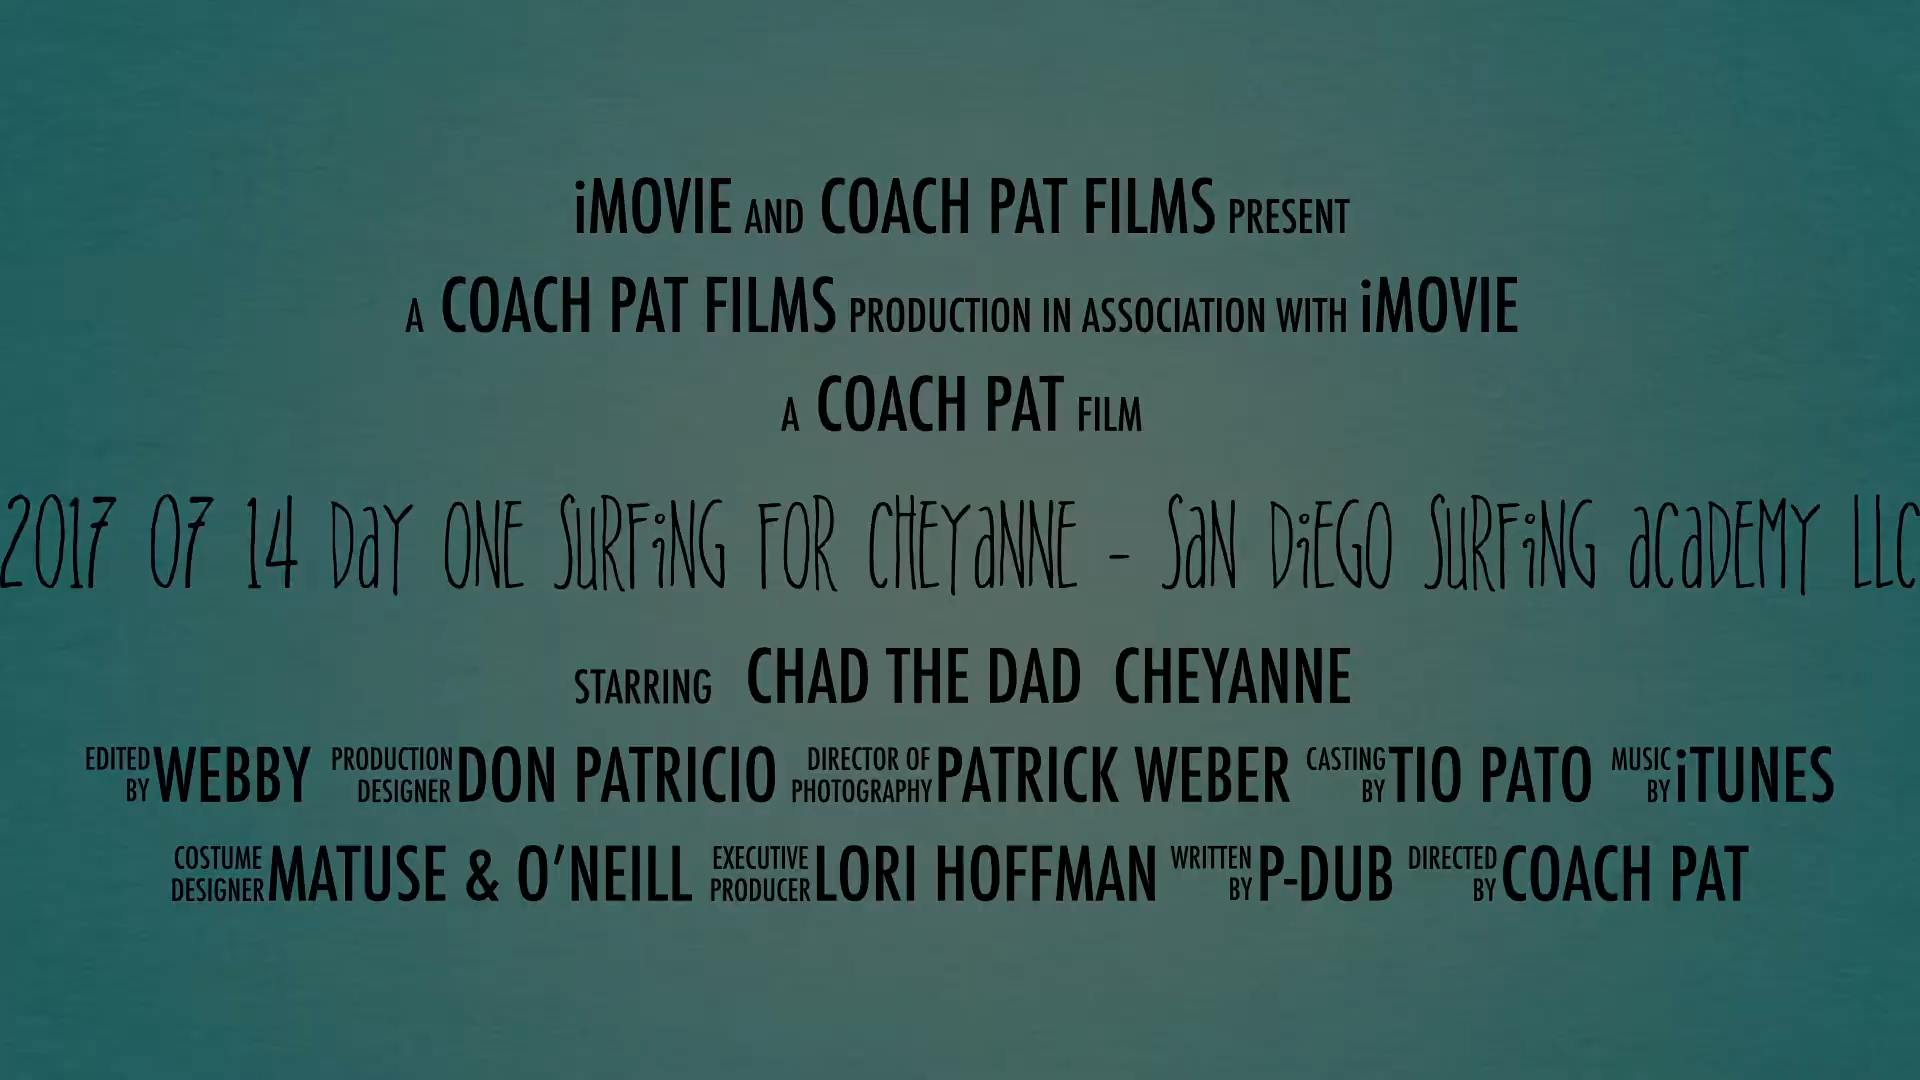 iMOVIE AND COACH PAT FILMS PRESENT
A COACH PAT FILMS PRODUCTION IN ASSOCIATION WITH iMOVIE
A COACH PAT FILM
2017 07 14 DaY ONE SURFiNG FOR CHEYaNNE - SaN DiEGO SURFiNG aCaDEMY LLC
STARRING CHAD THE DAD CHEYANNE
EDITED BY WEBBY PRODUCTION DESIGNER DON PATRICIO DIRECTOR OF PHOTOGRAPHY PATRICK WEBER CASTING BY TIO PATO MUSIC BY iTUNES
COSTUME DESIGNER MATUSE & O'NEILL EXECUTIVE PRODUCER LORI HOFFMAN WRITTEN BY P-DUB DIRECTED BY COACH PAT